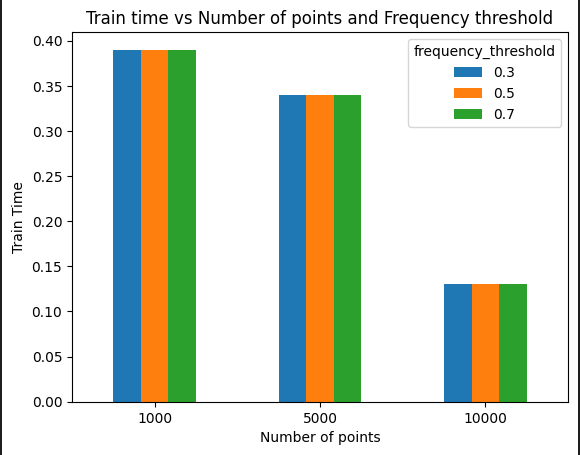 Train time vs Number of points and Frequency threshold
0.40
0.35
0.30
0.25
0.20
0.15
0.10
0.05
0.00
Train Time
frequency_threshold
0.3
0.5
0.7
1000 5000 10000
Number of points